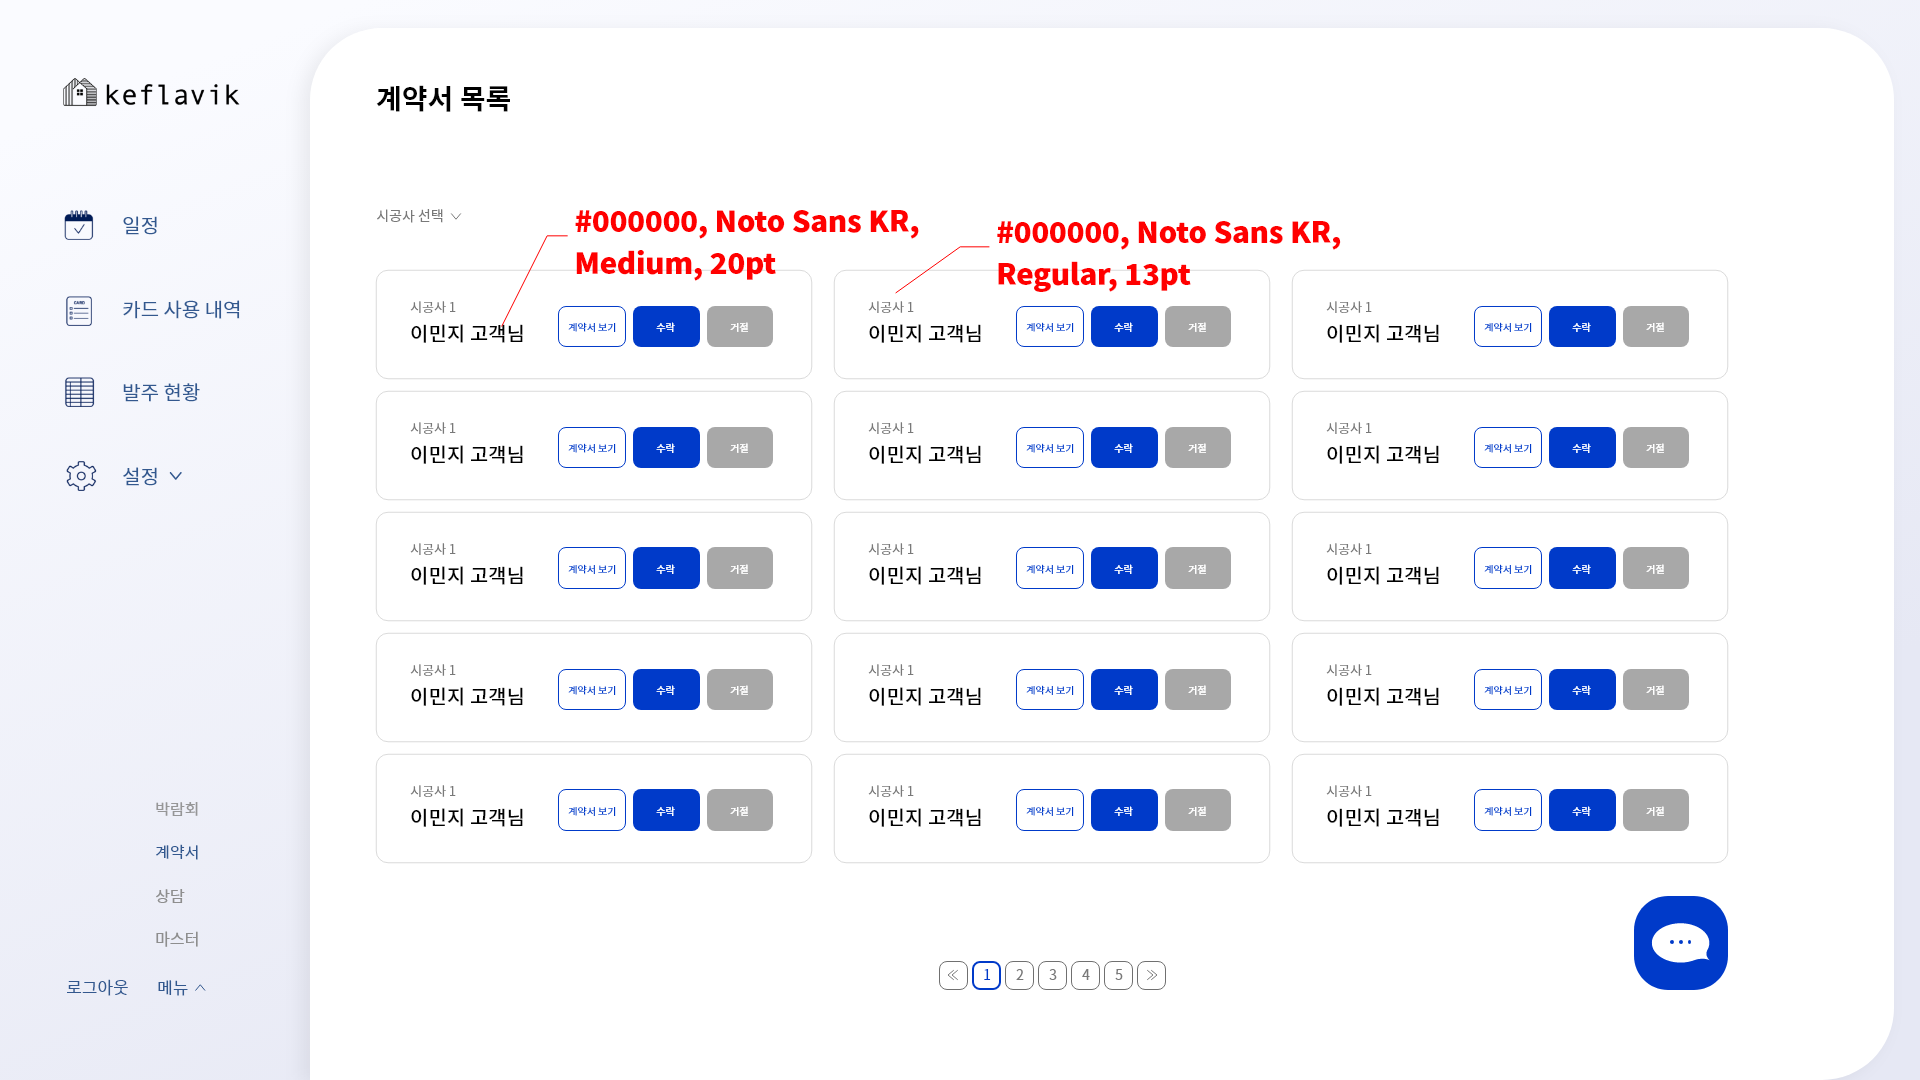 keflavik
일정
카드 사용 내역
발주 현황
설정
박람회
계약서
상담
마스터
로그아웃 메뉴
계약서 목록
시공사 선택
#000000, Noto Sans KR,
Medium, 20pt
#000000, Noto Sans KR,
Regular, 13pt
시공사 1
이민지 고객님
계약서 보기 수락 거절
시공사 1
이민지 고객님
계약서 보기 수락 거절
시공사 1
이민지 고객님
계약서 보기 수락 거절
시공사 1
이민지 고객님
계약서 보기 수락 거절
시공사 1
이민지 고객님
계약서 보기 수락 거절
시공사 1
이민지 고객님
계약서 보기 수락 거절
시공사 1
이민지 고객님
계약서 보기 수락 거절
시공사 1
이민지 고객님
계약서 보기 수락 거절
시공사 1
이민지 고객님
계약서 보기 수락 거절
시공사 1
이민지 고객님
계약서 보기 수락 거절
시공사 1
이민지 고객님
계약서 보기 수락 거절
시공사 1
이민지 고객님
계약서 보기 수락 거절
시공사 1
이민지 고객님
계약서 보기 수락 거절
시공사 1
이민지 고객님
계약서 보기 수락 거절
시공사 1
이민지 고객님
계약서 보기 수락 거절
1 2 3 4 5